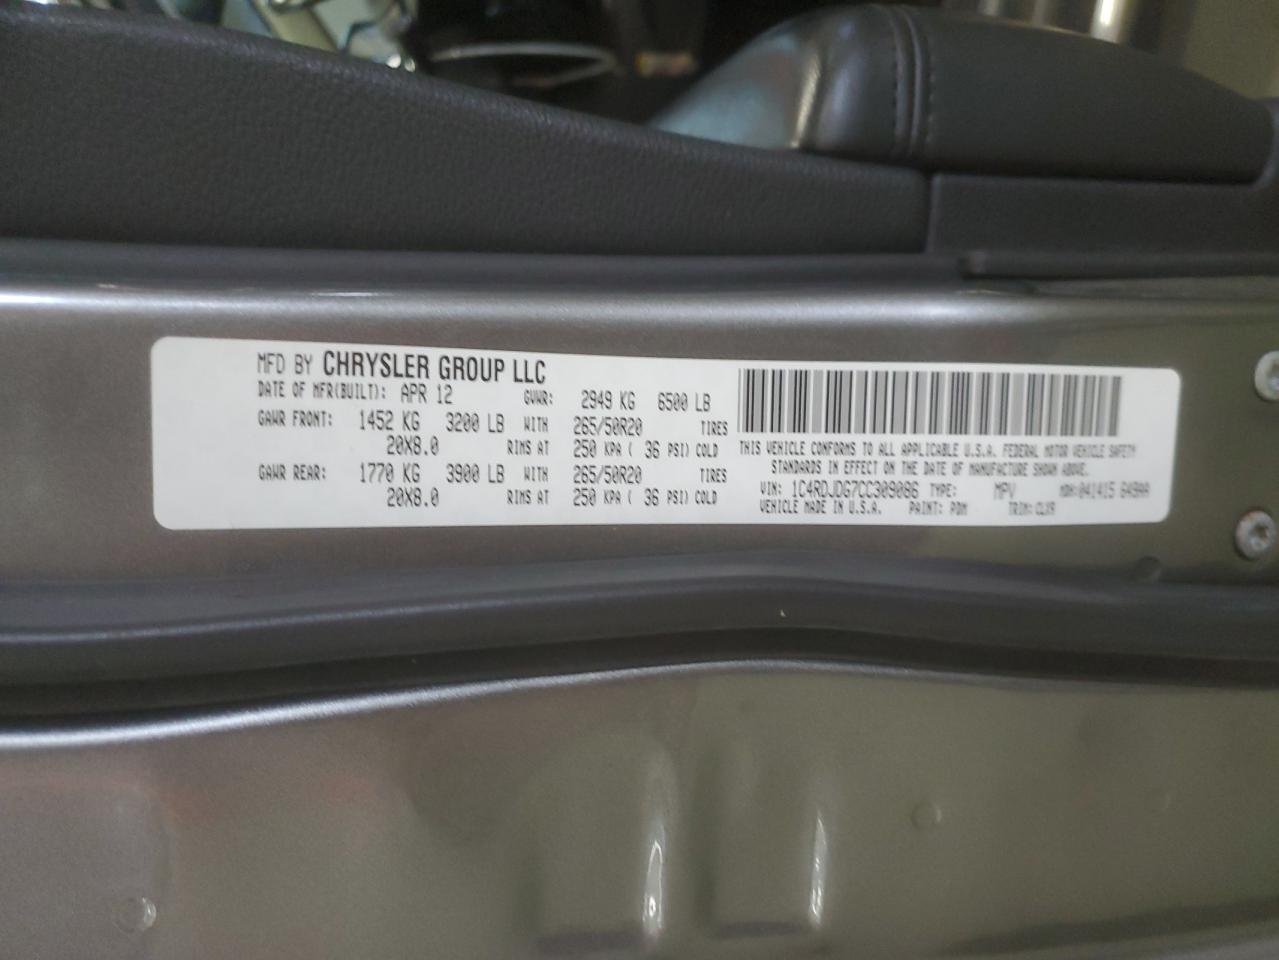 MFD BY CHRYSLER GROUP LLC
DATE OF MFR(BUILT): APR 12 GVWR: 2949 KG 6500 LB
GAWR FRONT: 1452 KG 3200 LB WITH 265/50R20 TIRES
20X8.0 RIMS AT 250 KPA ( 36 PSI) COLD
GAWR REAR: 1770 KG 3900 LB WITH 265/50R20 TIRES
20X8.0 RIMS AT 250 KPA ( 36 PSI) COLD
THIS VEHICLE CONFORMS TO ALL APPLICABLE U.S.A. FEDERAL MOTOR VEHICLE SAFETY
STANDARDS IN EFFECT ON THE DATE OF MANUFACTURE SHOWN ABOVE.
VIN: 1C4RDJDG7CC309086 TYPE: MPV MDH:041415
VEHICLE MADE IN U.S.A. PAINT: PDM TRIM: